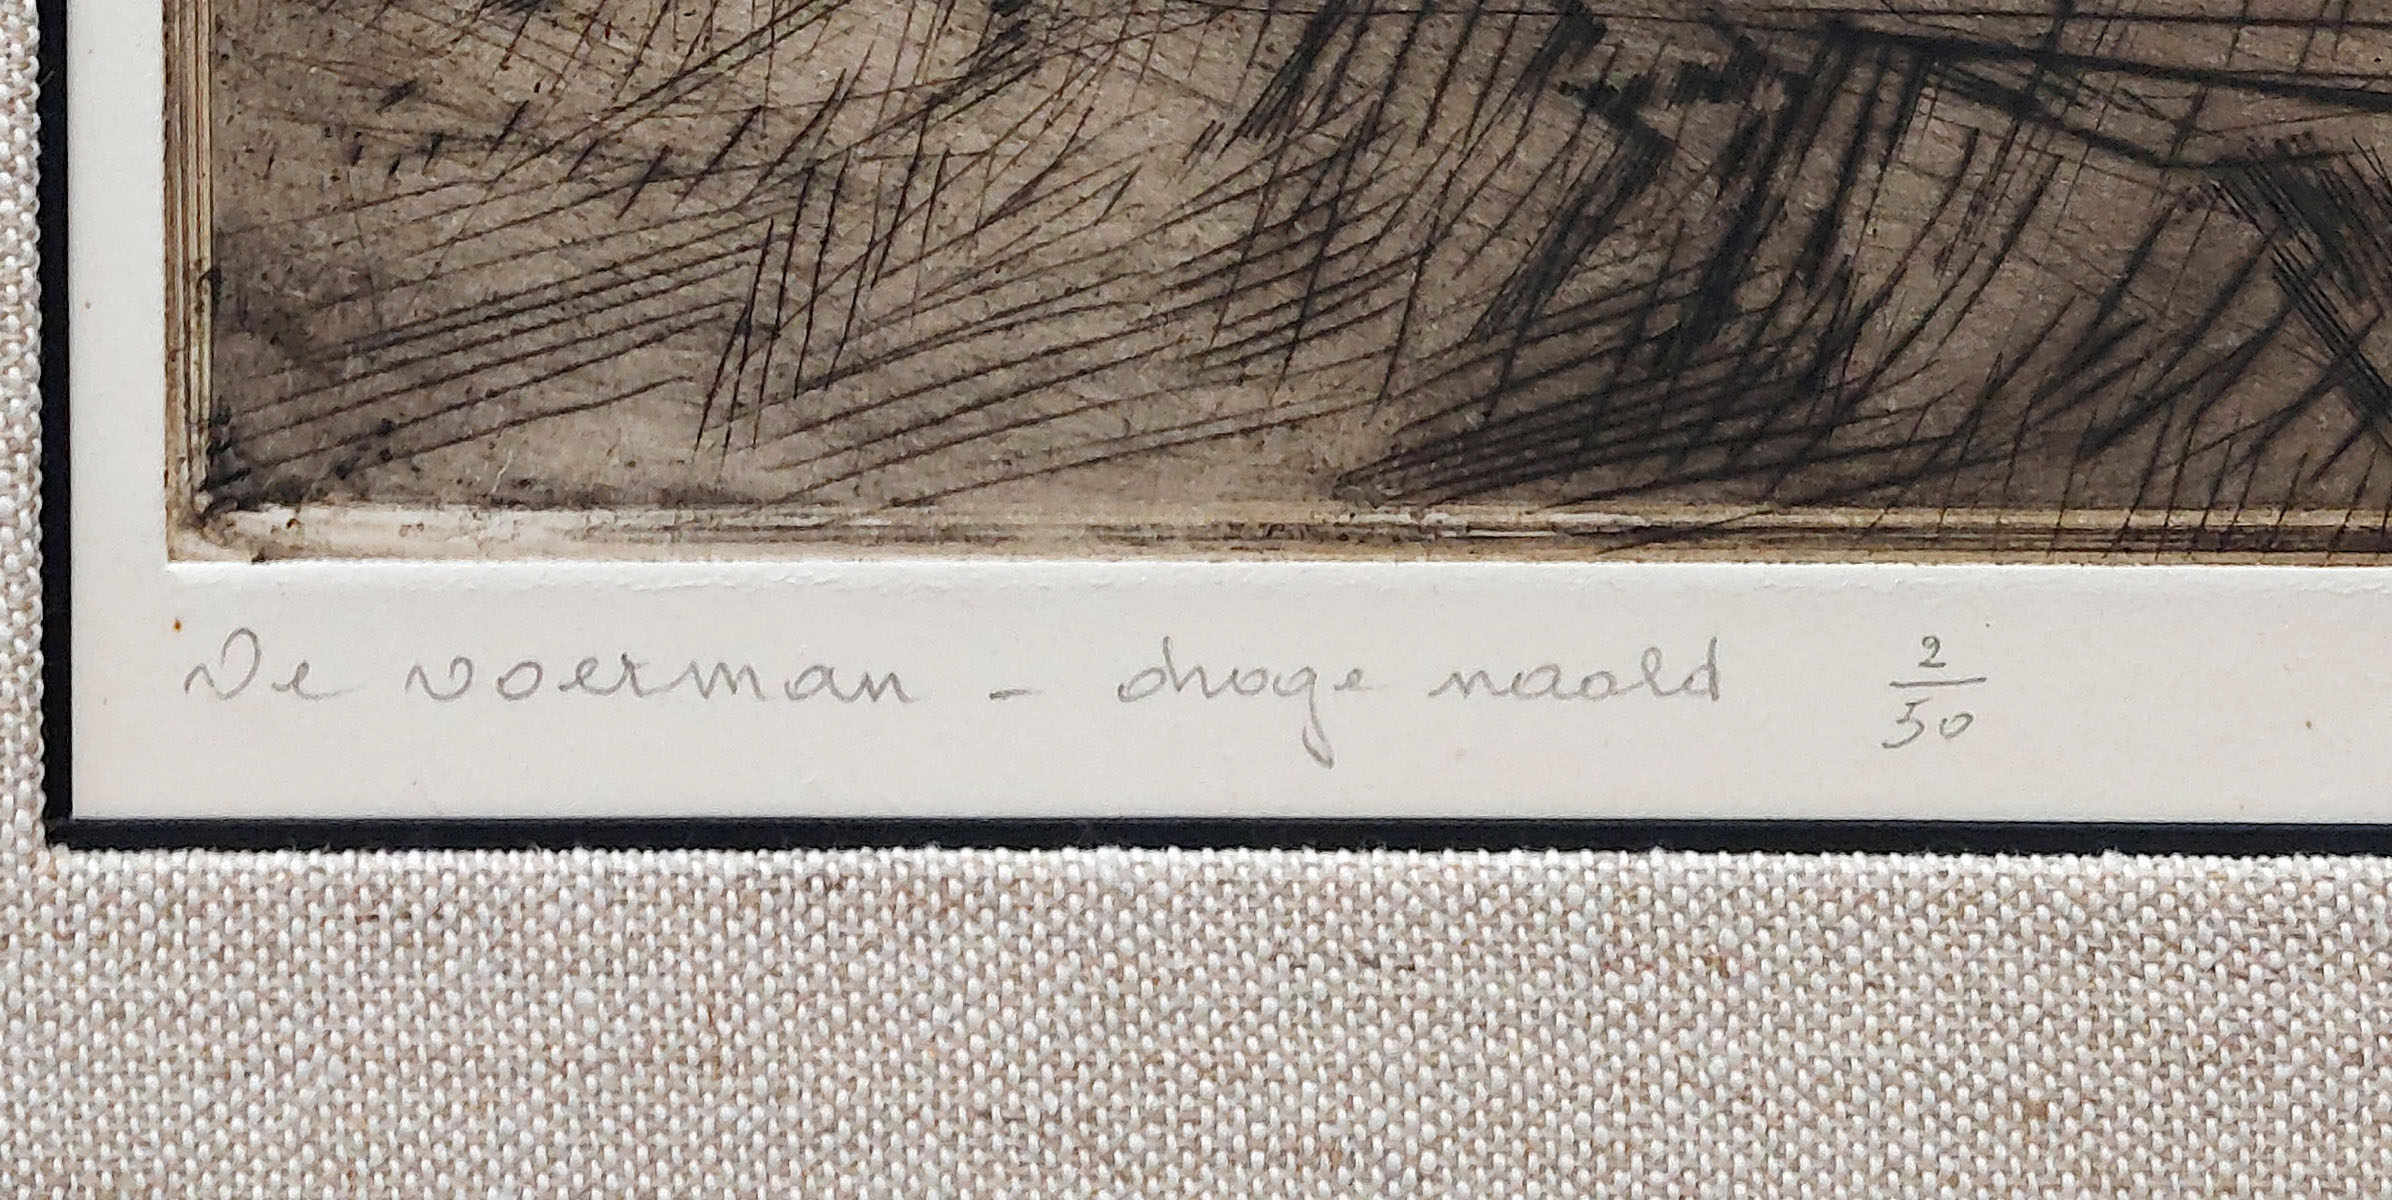 De voerman - droge naald 2/50